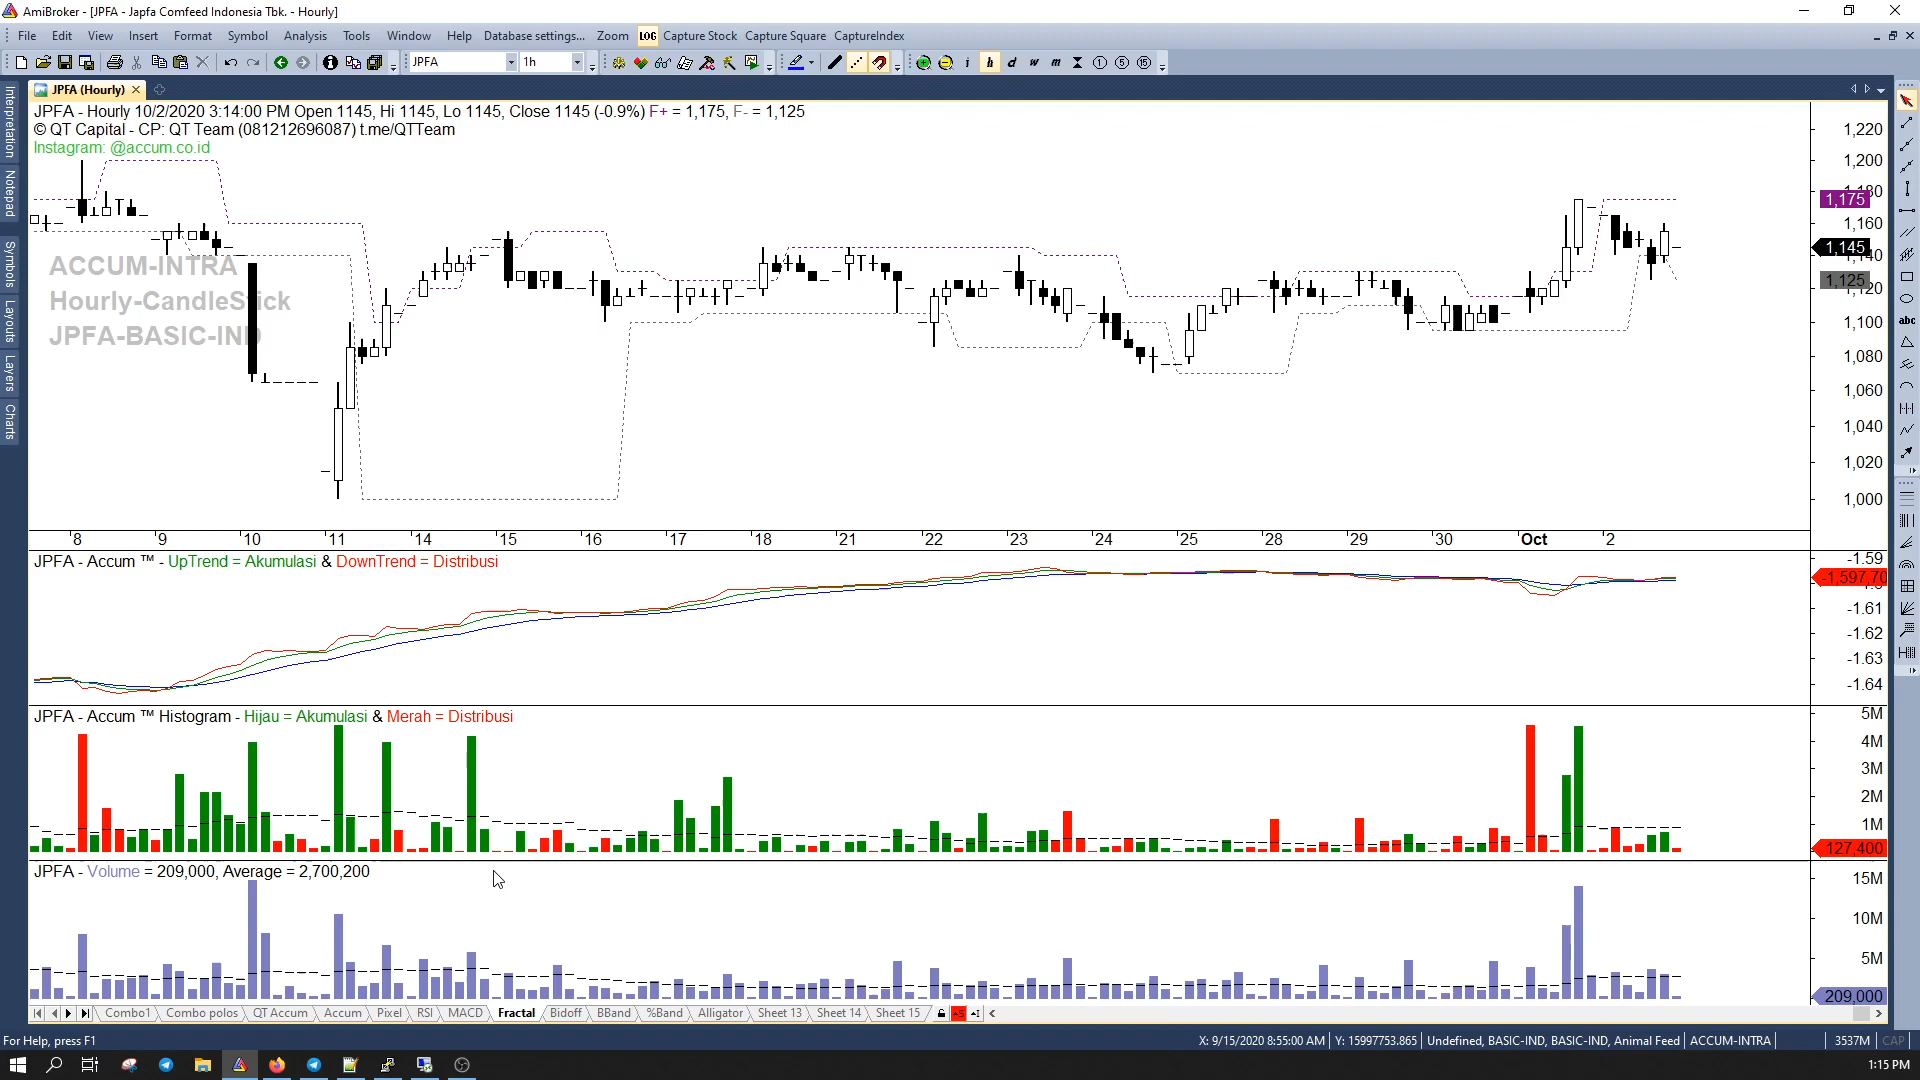 AmiBroker - [JPFA - Japfa Comfeed Indonesia Tbk. - Hourly]
File Edit View Insert Format Symbol Analysis Tools Window Help Database settings... Zoom LOG Capture Stock Capture Square CaptureIndex
JPFA 1h i h d w m 1 5 15
JPFA (Hourly)
JPFA - Hourly 10/2/2020 3:14:00 PM Open 1145, Hi 1145, Lo 1145, Close 1145 (-0.9%) F+ = 1,175, F- = 1,125
© QT Capital - CP: QT Team (081212696087) t.me/QTTeam
Instagram: @accum.co.id
Interpretation
Notepad
Symbols
Layouts
Layers
Charts
ACCUM-INTRA
Hourly-CandleStick
JPFA-BASIC-IND
1,220
1,200
1,180
1,175
1,160
1,145
1,140
1,125
1,120
1,100
1,080
1,060
1,040
1,020
1,000
abc
8 9 10 11 14 15 16 17 18 21 22 23 24 25 28 29 30 Oct 2
JPFA - Accum ™ - UpTrend = Akumulasi & DownTrend = Distribusi
-1.59
-1,597,70
-1.61
-1.62
-1.63
-1.64
JPFA - Accum ™ Histogram - Hijau = Akumulasi & Merah = Distribusi
5M
4M
3M
2M
1M
127,400
JPFA - Volume = 209,000, Average = 2,700,200
15M
10M
5M
209,000
Combo1 Combo polos QT Accum Accum Pixel RSI MACD Fractal Bidoff BBand %Band Alligator Sheet 13 Sheet 14 Sheet 15
For Help, press F1
X: 9/15/2020 8:55:00 AM Y: 15997753.865 Undefined, BASIC-IND, BASIC-IND, Animal Feed ACCUM-INTRA 3537M CAP
1:15 PM